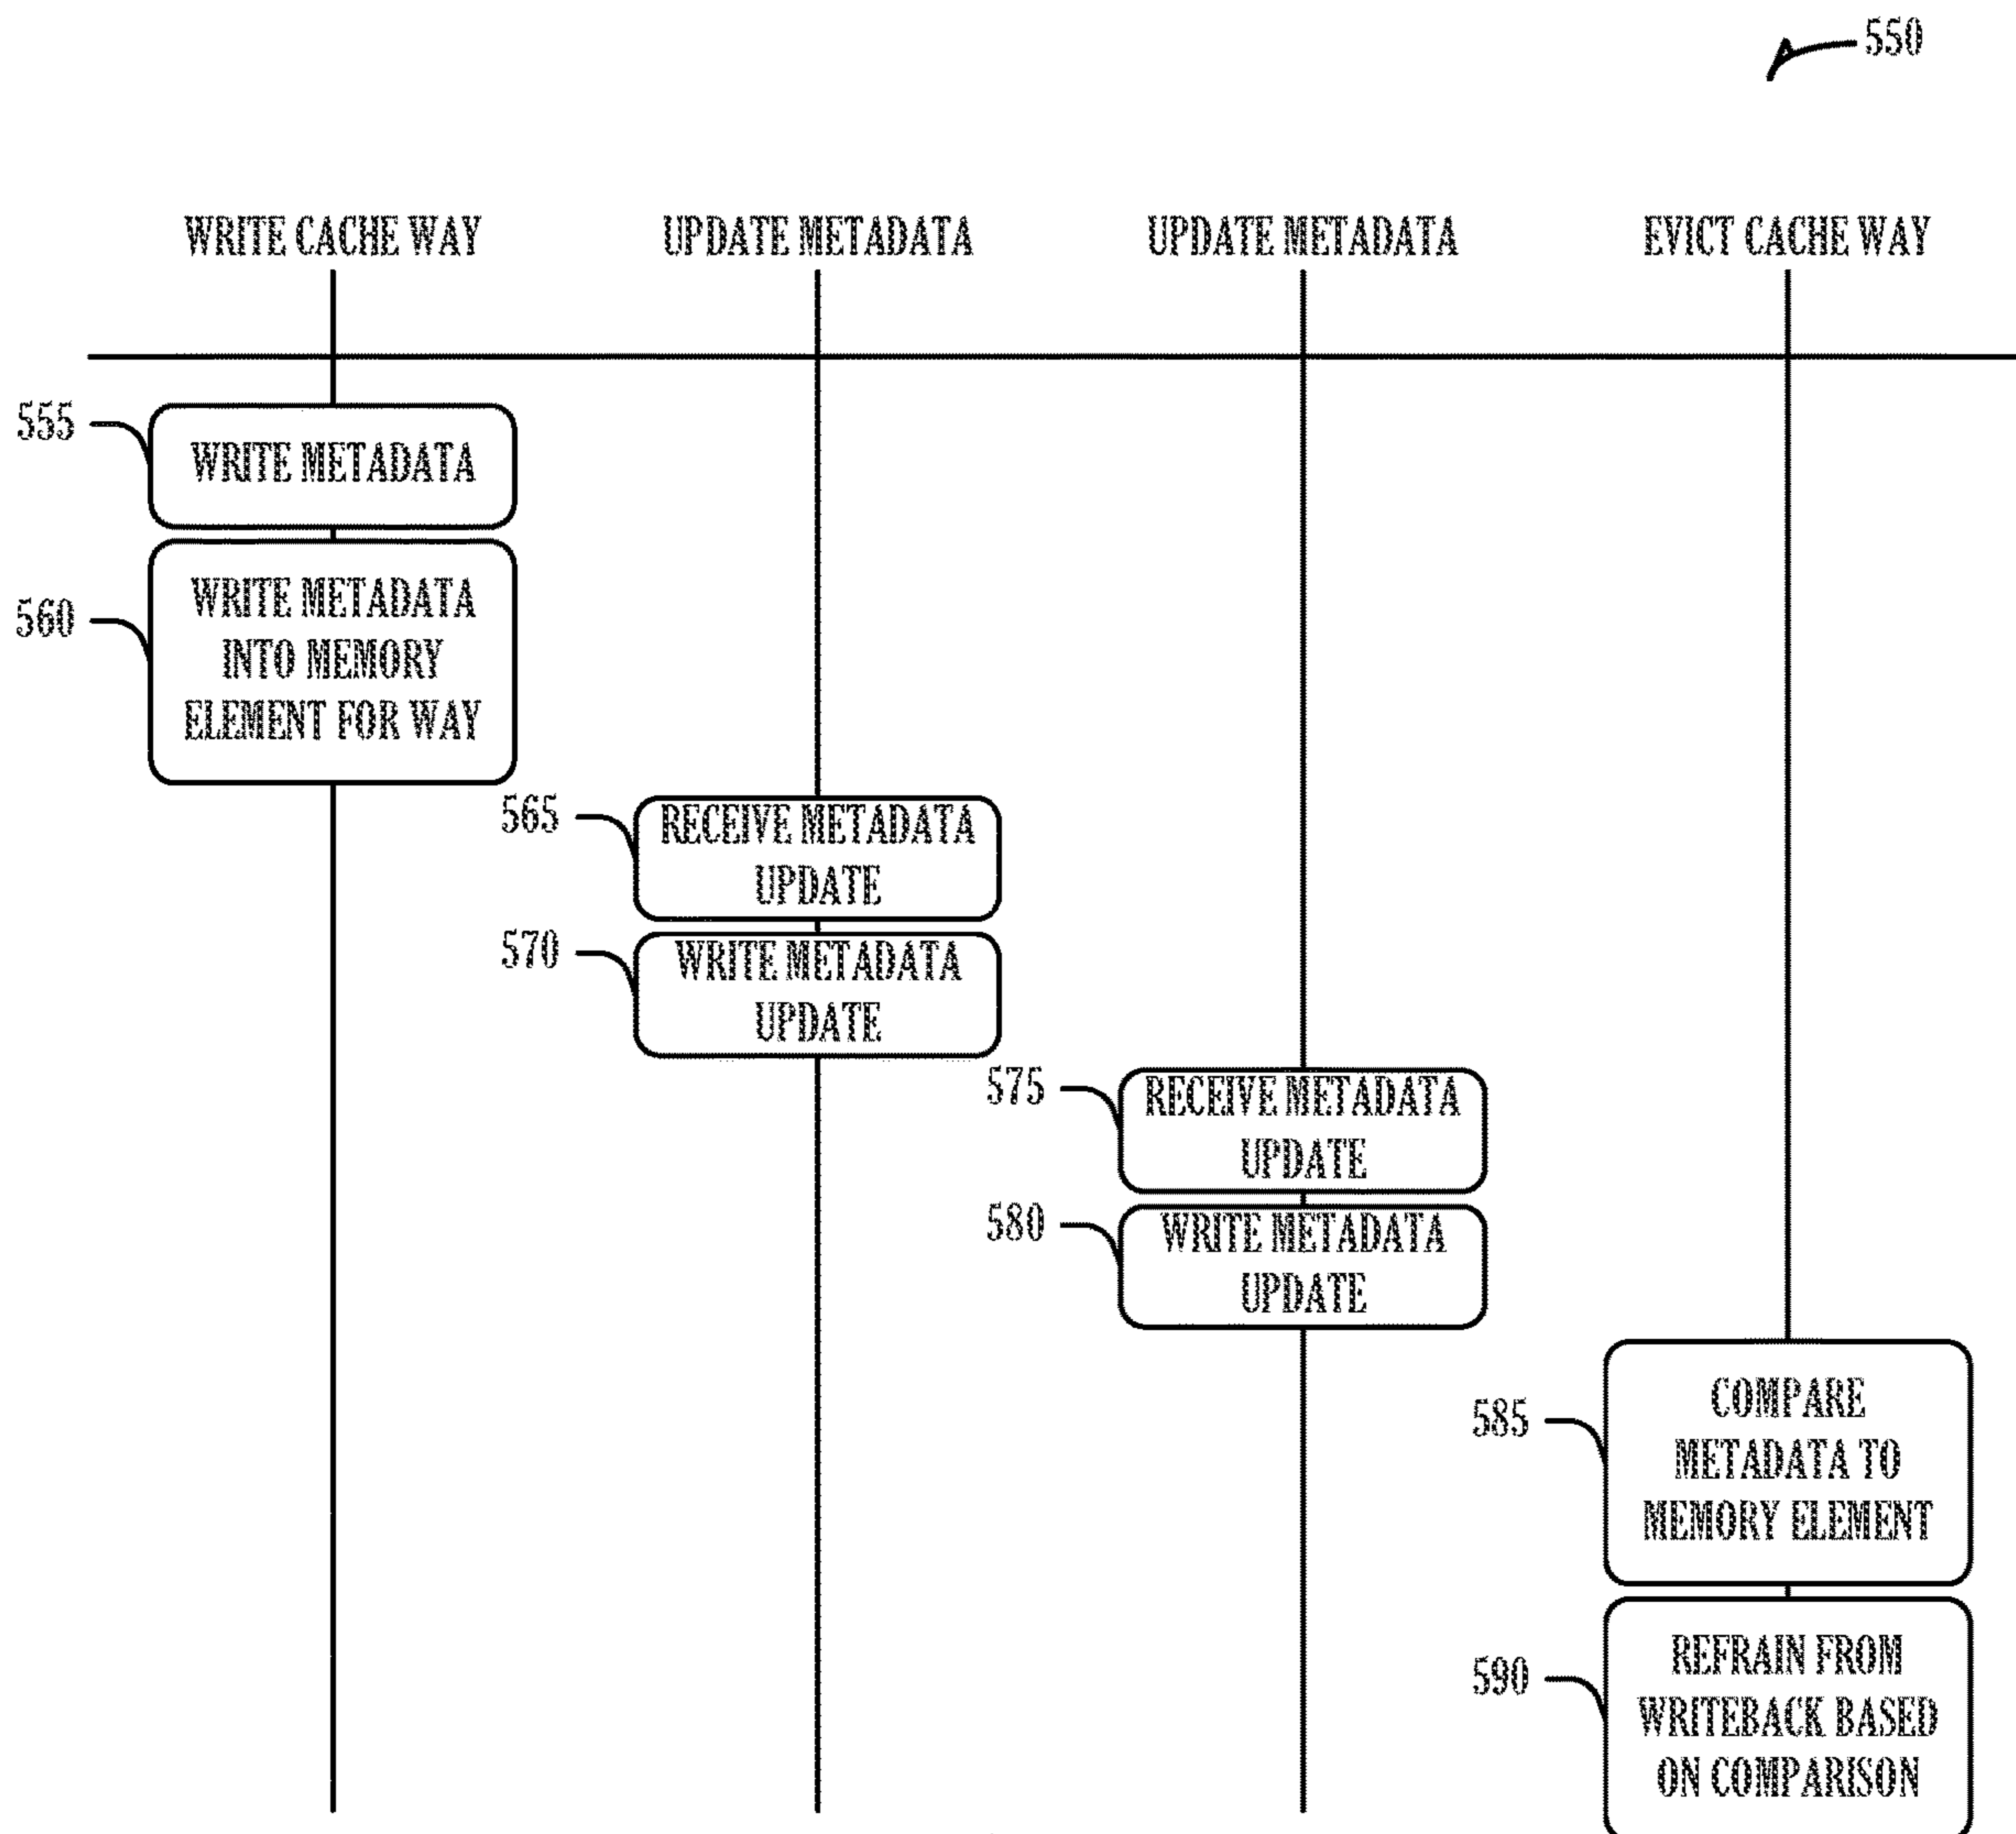 550
WRITE CACHE WAY
UPDATE METADATA
UPDATE METADATA
EVICT CACHE WAY
555
WRITE METADATA
560
WRITE METADATA
INTO MEMORY
ELEMENT FOR WAY
565
RECEIVE METADATA
UPDATE
570
WRITE METADATA
UPDATE
575
RECEIVE METADATA
UPDATE
580
WRITE METADATA
UPDATE
585
COMPARE
METADATA TO
MEMORY ELEMENT
590
REFRAIN FROM
WRITEBACK BASED
ON COMPARISON